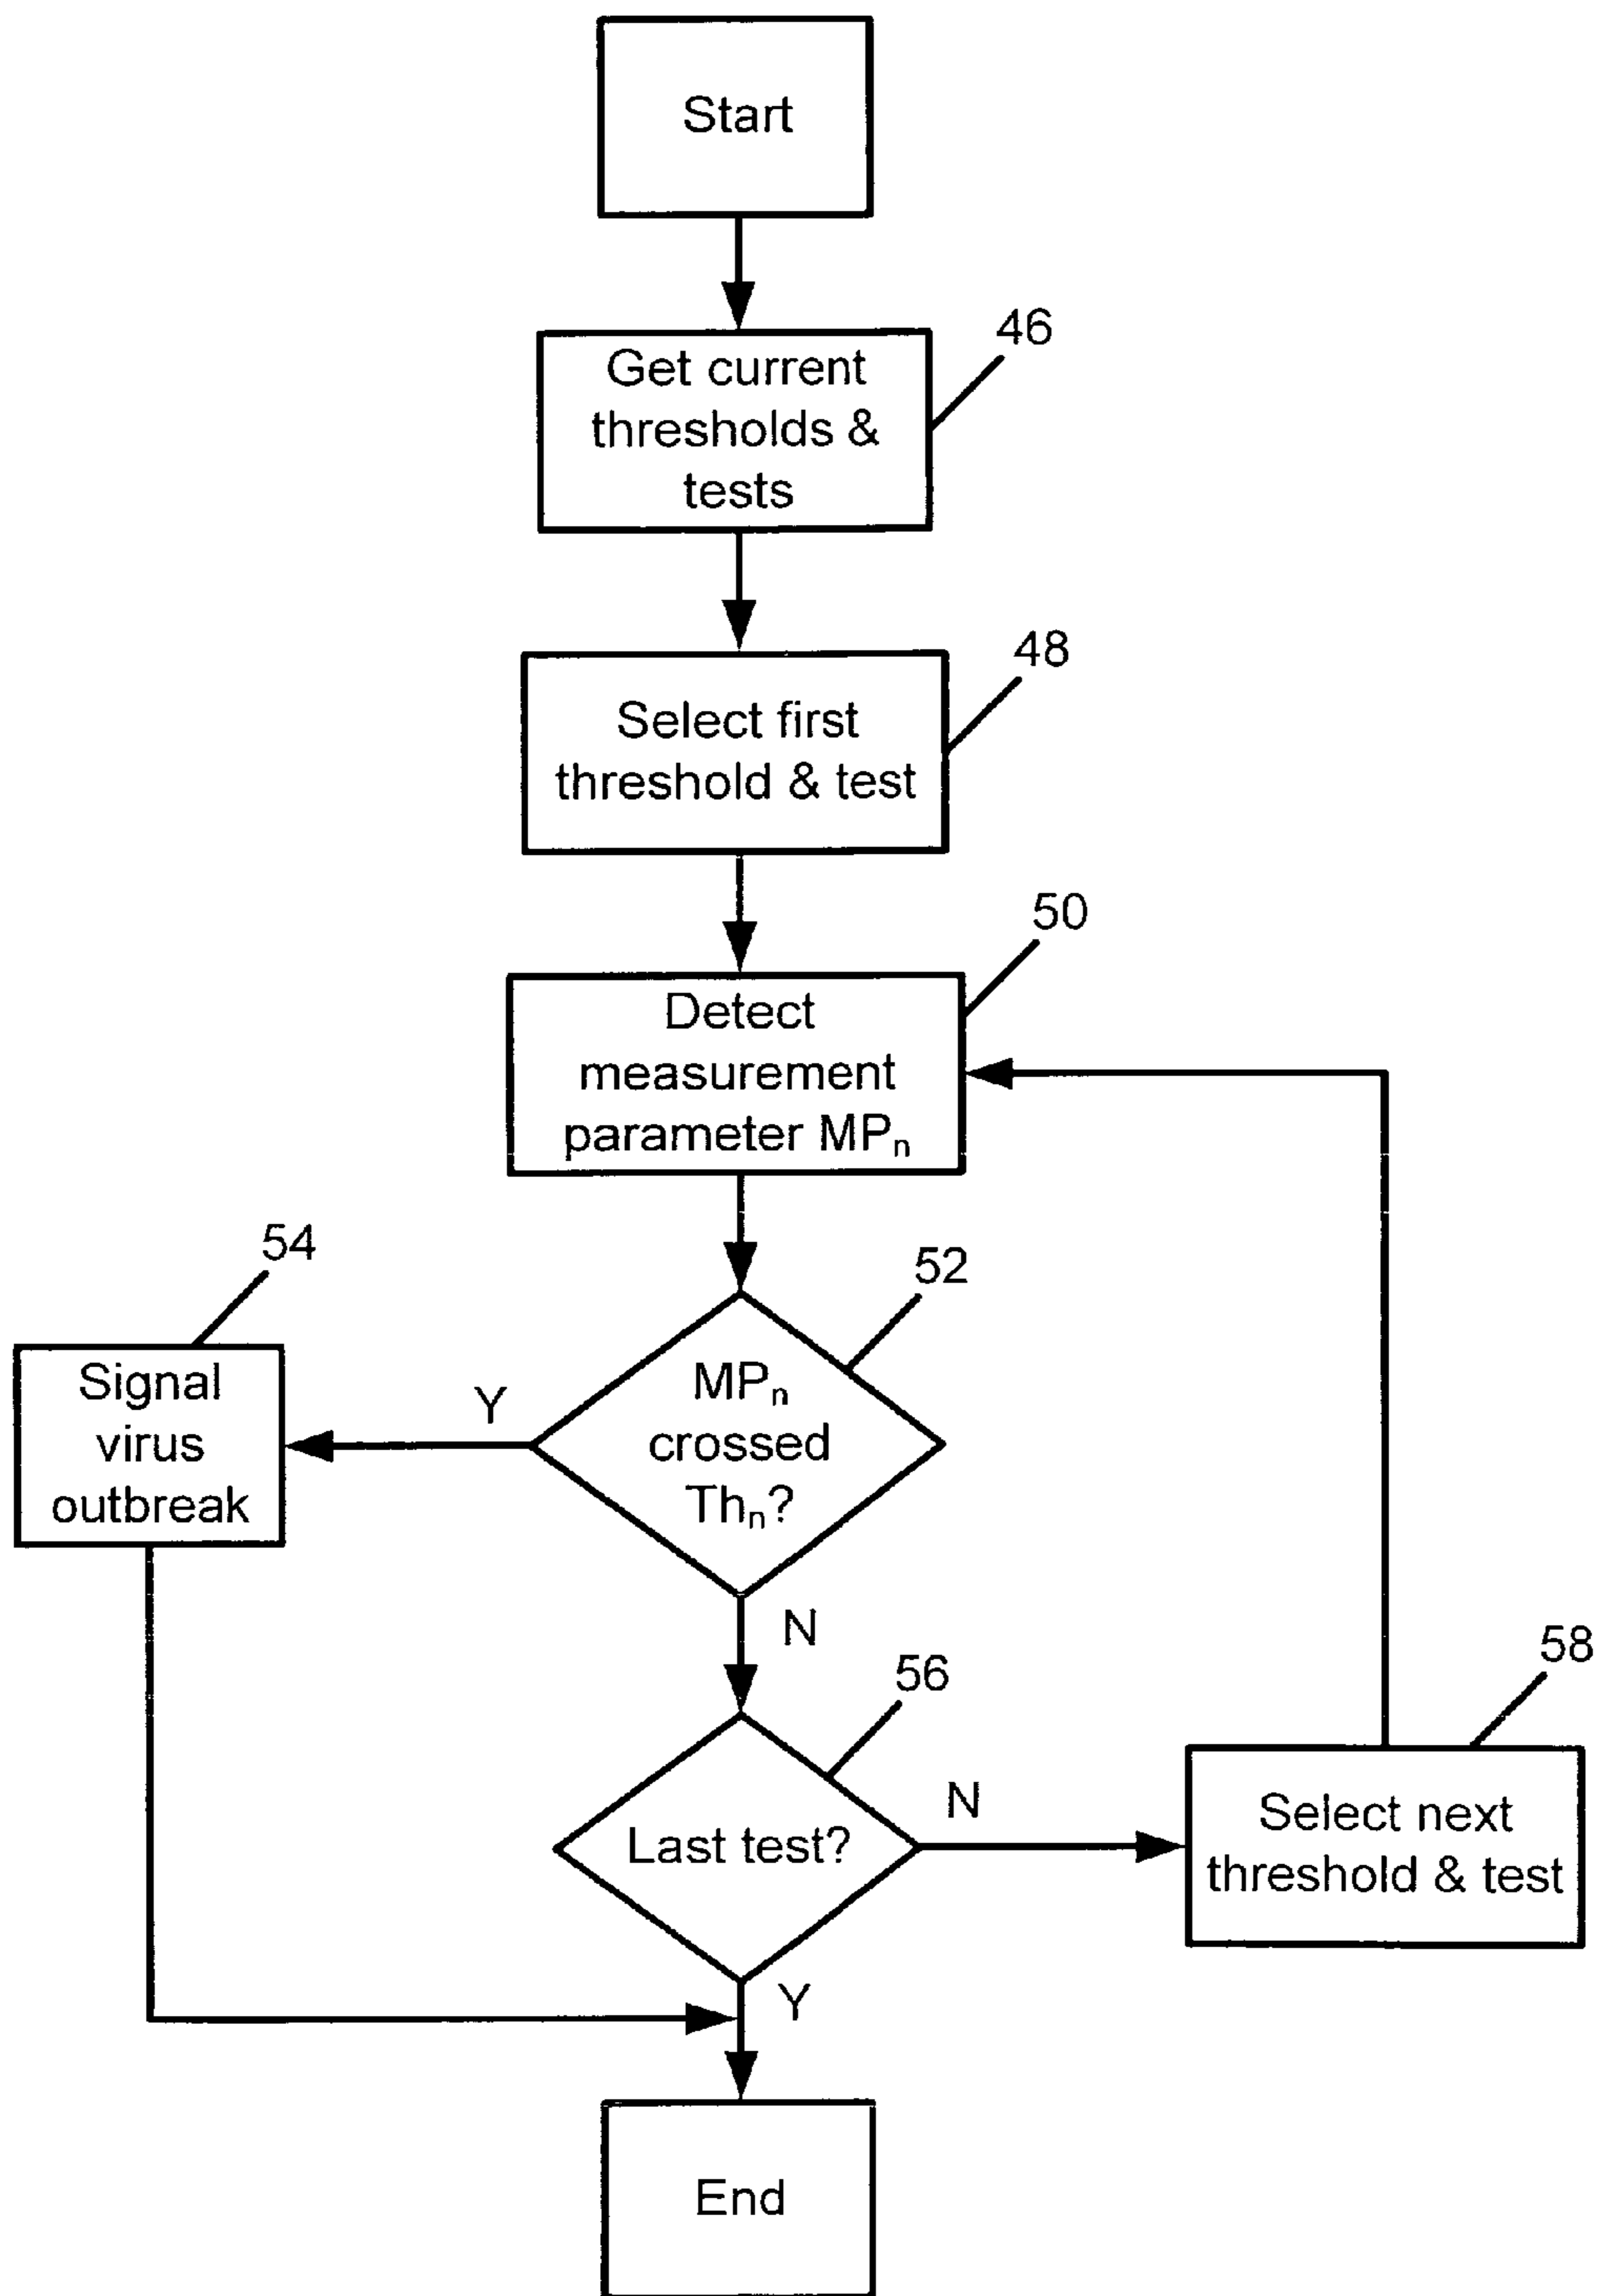 Start
46
Get current
thresholds &
tests
48
Select first
threshold & test
50
Detect
measurement
parameter MPn
54
52
Signal
virus
outbreak
Y
MPn
crossed
Thn?
N
58
56
Last test?
N
Select next
threshold & test
Y
End